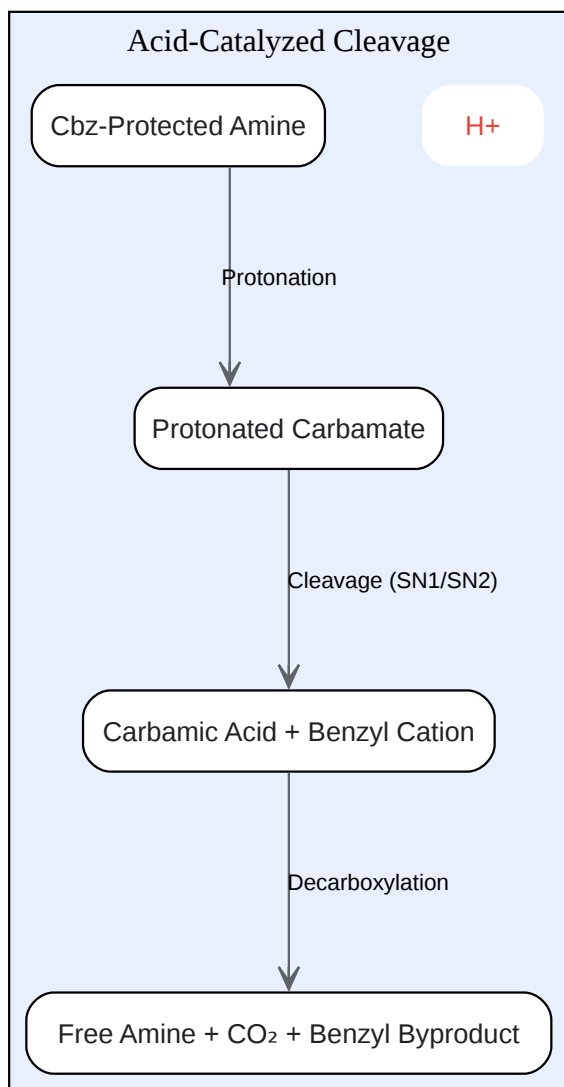 Acid-Catalyzed Cleavage
Cbz-Protected Amine
H+
Protonation
Protonated Carbamate
Cleavage (SN1/SN2)
Carbamic Acid + Benzyl Cation
Decarboxylation
Free Amine + CO₂ + Benzyl Byproduct